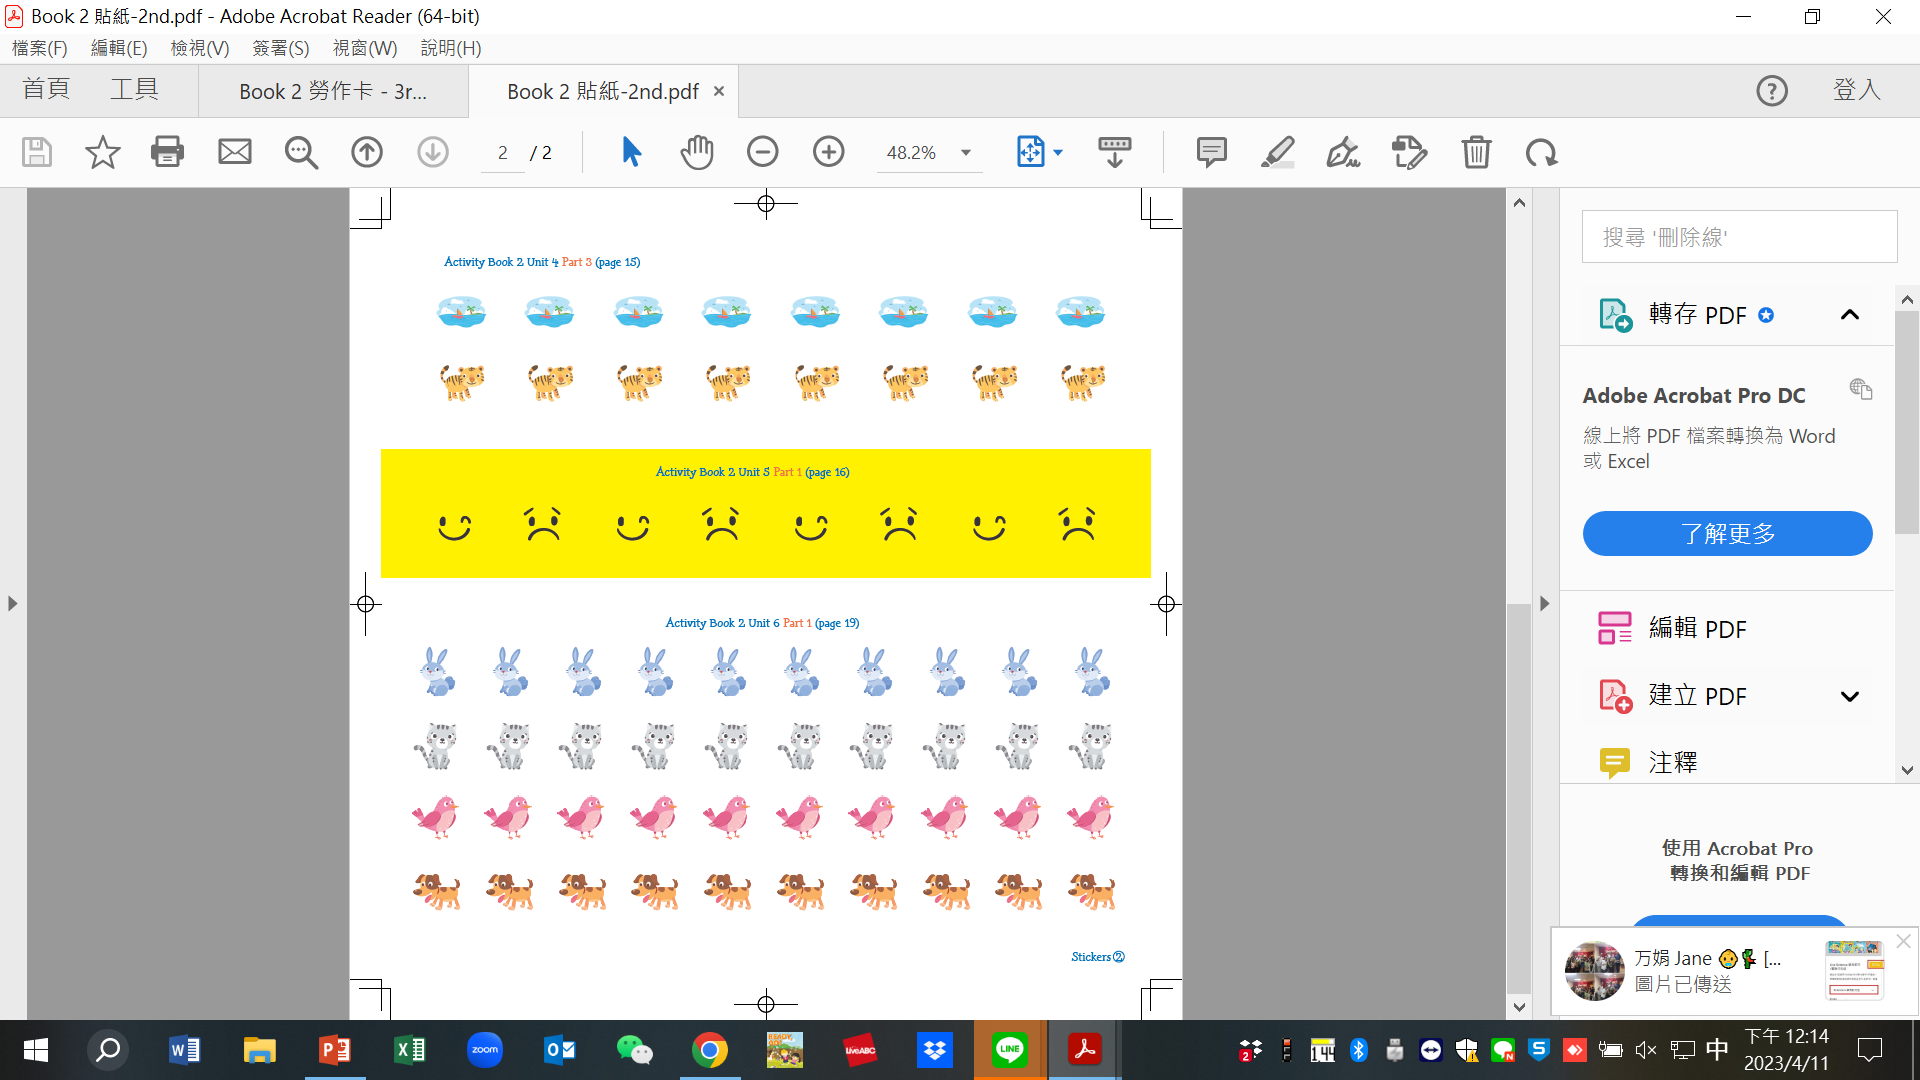 Book 2 貼紙-2nd.pdf - Adobe Acrobat Reader (64-bit)
檔案(F) 編輯(E) 檢視(V) 簽署(S) 視窗(W) 說明(H)
首頁 工具 Book 2 勞作卡 - 3r... Book 2 貼紙-2nd.pdf × 登入
2 / 2 48.2%
Activity Book 2 Unit 4 Part 3 (page 15)
Activity Book 2 Unit 5 Part 1 (page 16)
Activity Book 2 Unit 6 Part 1 (page 19)
Stickers②
搜尋 '刪除線'
轉存 PDF
Adobe Acrobat Pro DC
線上將 PDF 檔案轉換為 Word
或 Excel
了解更多
編輯 PDF
建立 PDF
注釋
使用 Acrobat Pro
轉換和編輯 PDF
万娟 Jane [...
圖片已傳送
zoom
LiveABC
LINE
中
下午 12:14
2023/4/11